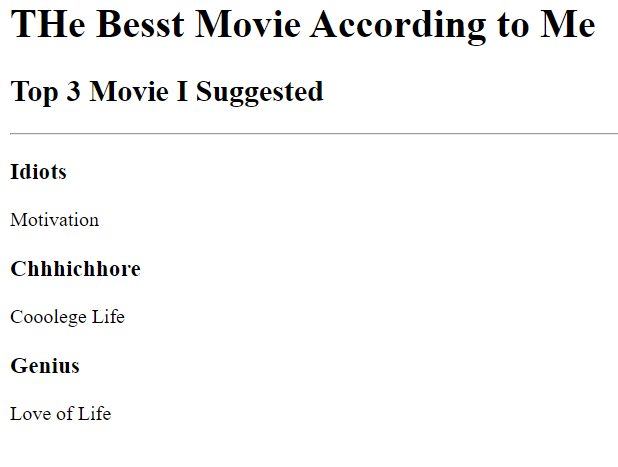 THe Besst Movie According to Me
Top 3 Movie I Suggested
Idiots
Motivation
Chhhichhore
Cooolege Life
Genius
Love of Life